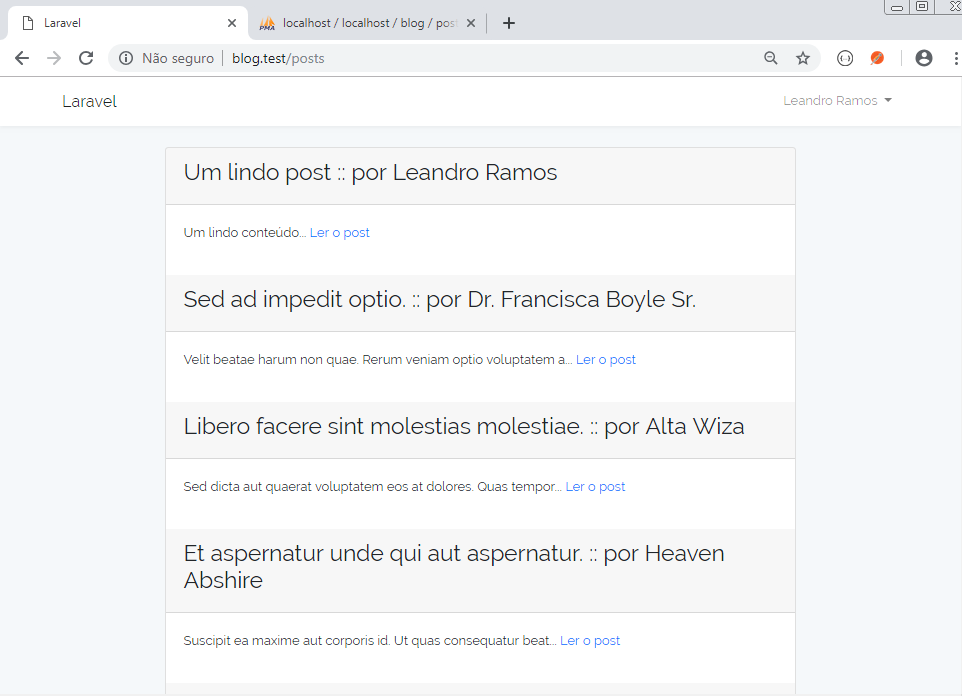 Laravel
localhost / localhost / blog / post
Não seguro
blog.test/posts
Laravel
Leandro Ramos
Um lindo post :: por Leandro Ramos
Um lindo conteúdo... Ler o post
Sed ad impedit optio. :: por Dr. Francisca Boyle Sr.
Velit beatae harum non quae. Rerum veniam optio voluptatem a... Ler o post
Libero facere sint molestias molestiae. :: por Alta Wiza
Sed dicta aut quaerat voluptatem eos at dolores. Quas tempor... Ler o post
Et aspernatur unde qui aut aspernatur. :: por Heaven
Abshire
Suscipit ea maxime aut corporis id. Ut quas consequatur beat... Ler o post